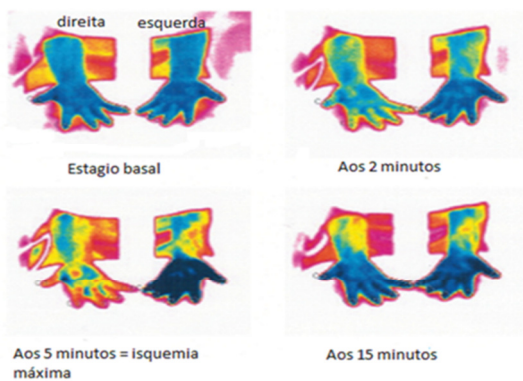 direita esquerda
Estagio basal
Aos 2 minutos
Aos 5 minutos = isquemia
máxima
Aos 15 minutos